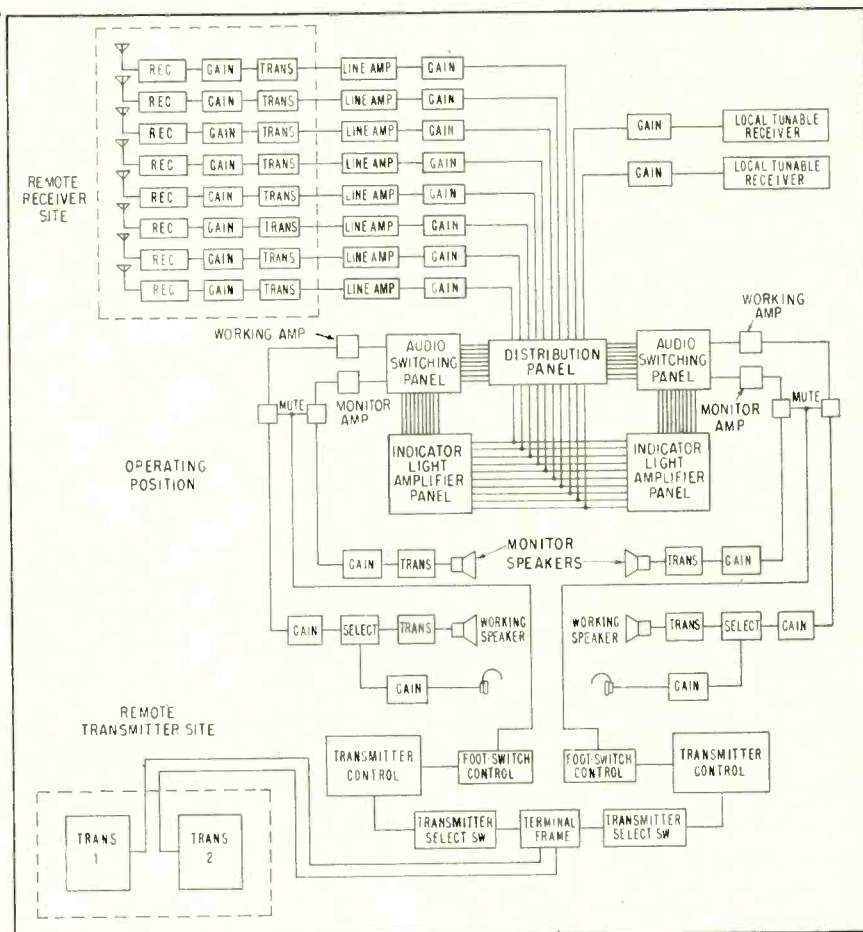 REC GAIN TRANS LINE AMP GAIN
REC GAIN TRANS LINE AMP GAIN
REC GAIN TRANS LINE AMP GAIN
REC GAIN TRANS LINE AMP GAIN
REC GAIN TRANS LINE AMP GAIN
REC GAIN TRANS LINE AMP GAIN
REC GAIN TRANS LINE AMP GAIN
REC GAIN TRANS LINE AMP GAIN
REMOTE
RECEIVER
SITE
GAIN
LOCAL TUNABLE
RECEIVER
GAIN
LOCAL TUNABLE
RECEIVER
WORKING AMP
AUDIO
SWITCHING
PANEL
DISTRIBUTION
PANEL
AUDIO
SWITCHING
PANEL
WORKING
AMP
MUTE
MONITOR
AMP
MONITOR
AMP
MUTE
OPERATING
POSITION
INDICATOR
LIGHT
AMPLIFIER
PANEL
INDICATOR
LIGHT
AMPLIFIER
PANEL
GAIN TRANS
MONITOR
SPEAKERS
TRANS GAIN
GAIN SELECT TRANS
WORKING
SPEAKER
WORKING
SPEAKER
TRANS SELECT GAIN
GAIN
GAIN
REMOTE
TRANSMITTER SITE
TRANSMITTER
CONTROL
FOOT-SWITCH
CONTROL
FOOT-SWITCH
CONTROL
TRANSMITTER
CONTROL
TRANSMITTER
SELECT SW
TERMINAL
FRAME
TRANSMITTER
SELECT SW
TRANS
1
TRANS
2